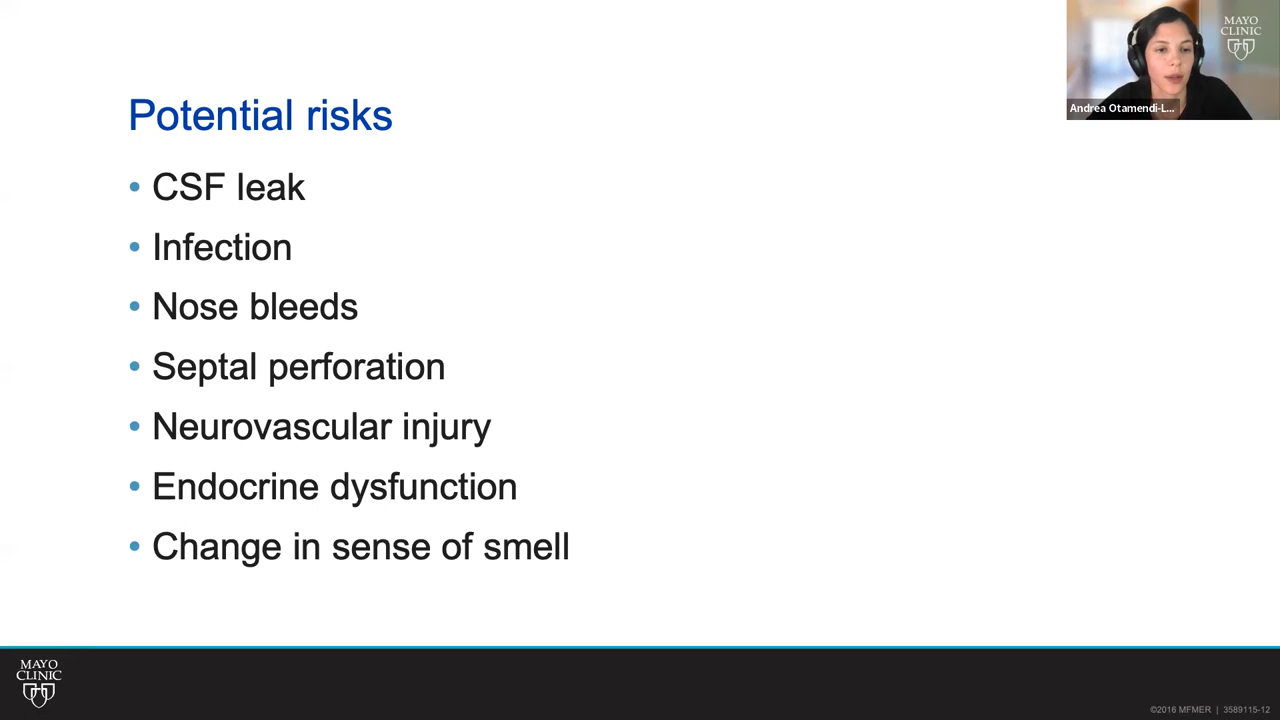 MAYO
CLINIC
Andrea Otamendi-L...
Potential risks
• CSF leak
• Infection
• Nose bleeds
• Septal perforation
• Neurovascular injury
• Endocrine dysfunction
• Change in sense of smell
MAYO
CLINIC
©2016 MFMER | 3589115-12